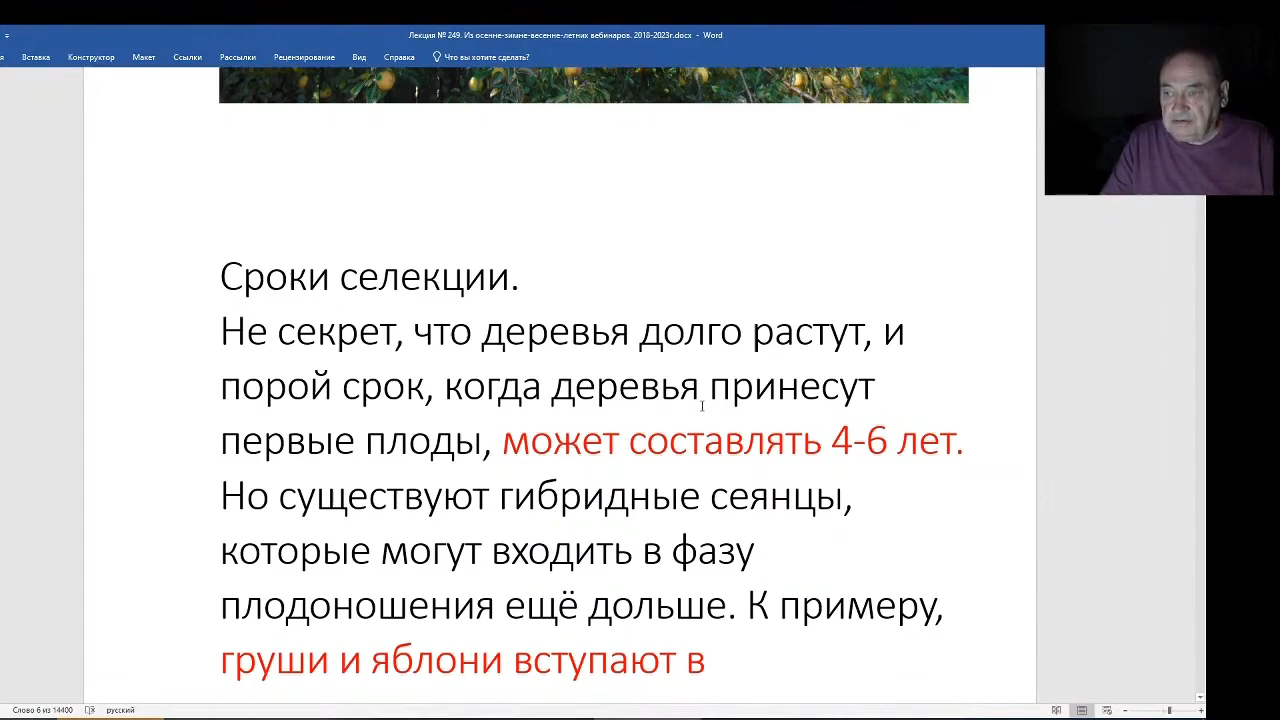 Лекция № 249. Из осенне-зимне-весенне-летних вебинаров. 2018-2023г.docx - Word
Вставка Конструктор Макет Ссылки Рассылки Рецензирование Вид Справка Что вы хотите сделать?
Сроки селекции.
Не секрет, что деревья долго растут, и
порой срок, когда деревья принесут
первые плоды, может составлять 4-6 лет.
Но существуют гибридные сеянцы,
которые могут входить в фазу
плодоношения ещё дольше. К примеру,
груши и яблони вступают в
Слово 6 из 14400 русский